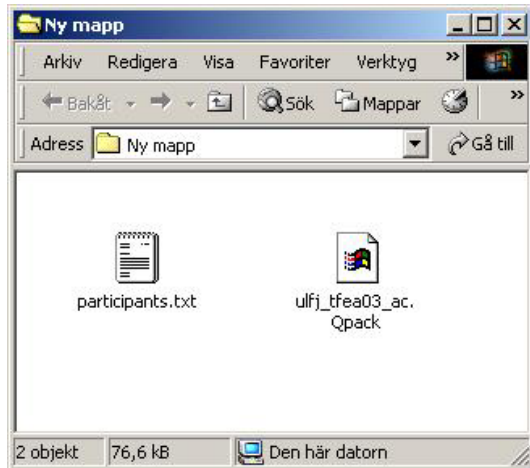 Ny mapp
Arkiv Redigera Visa Favoriter Verktyg »
Bakåt Sök Mappar »
Adress Ny mapp Gå till
participants.txt
ulfj_tfea03_ac.
Qpack
2 objekt 76,6 kB Den här datorn